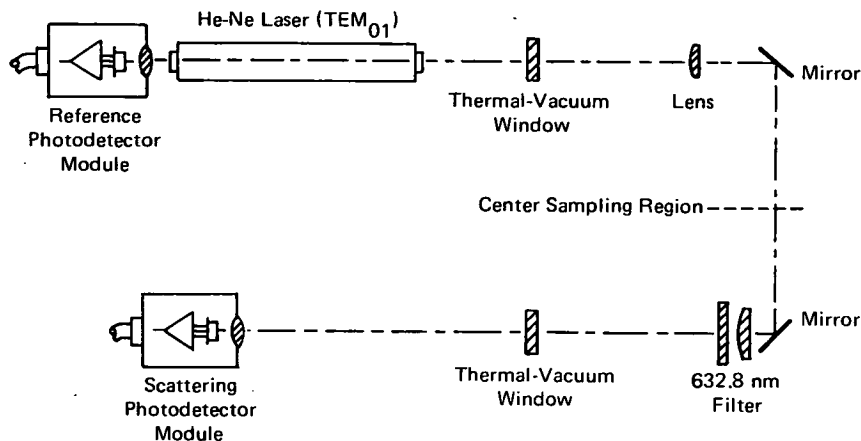 He-Ne Laser (TEM01)
Reference
Photodetector
Module
Thermal-Vacuum
Window
Lens
Mirror
Center Sampling Region
Scattering
Photodetector
Module
Thermal-Vacuum
Window
632.8 nm
Filter
Mirror